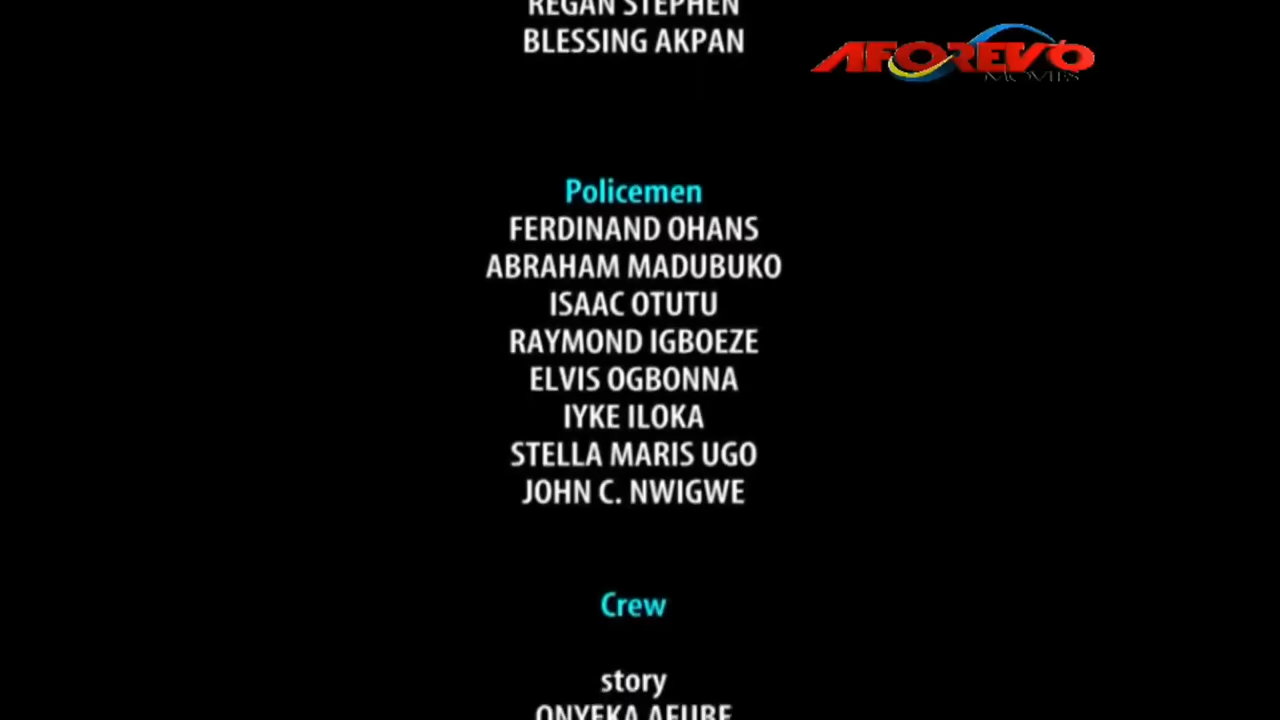 REGAN STEPHEN
BLESSING AKPAN
AFOREVO
MOVIES
Policemen
FERDINAND OHANS
ABRAHAM MADUBUKO
ISAAC OTUTU
RAYMOND IGBOEZE
ELVIS OGBONNA
IYKE ILOKA
STELLA MARIS UGO
JOHN C. NWIGWE
Crew
story
ONYEKA